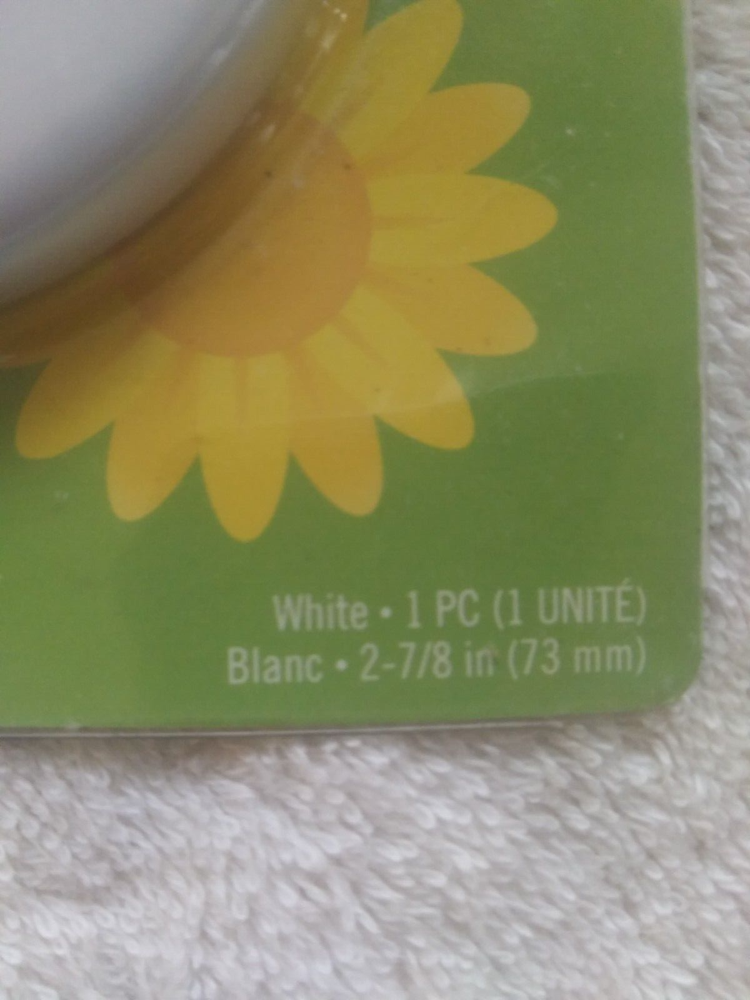 White • 1 PC (1 UNITÉ)
Blanc • 2-7/8 in (73 mm)